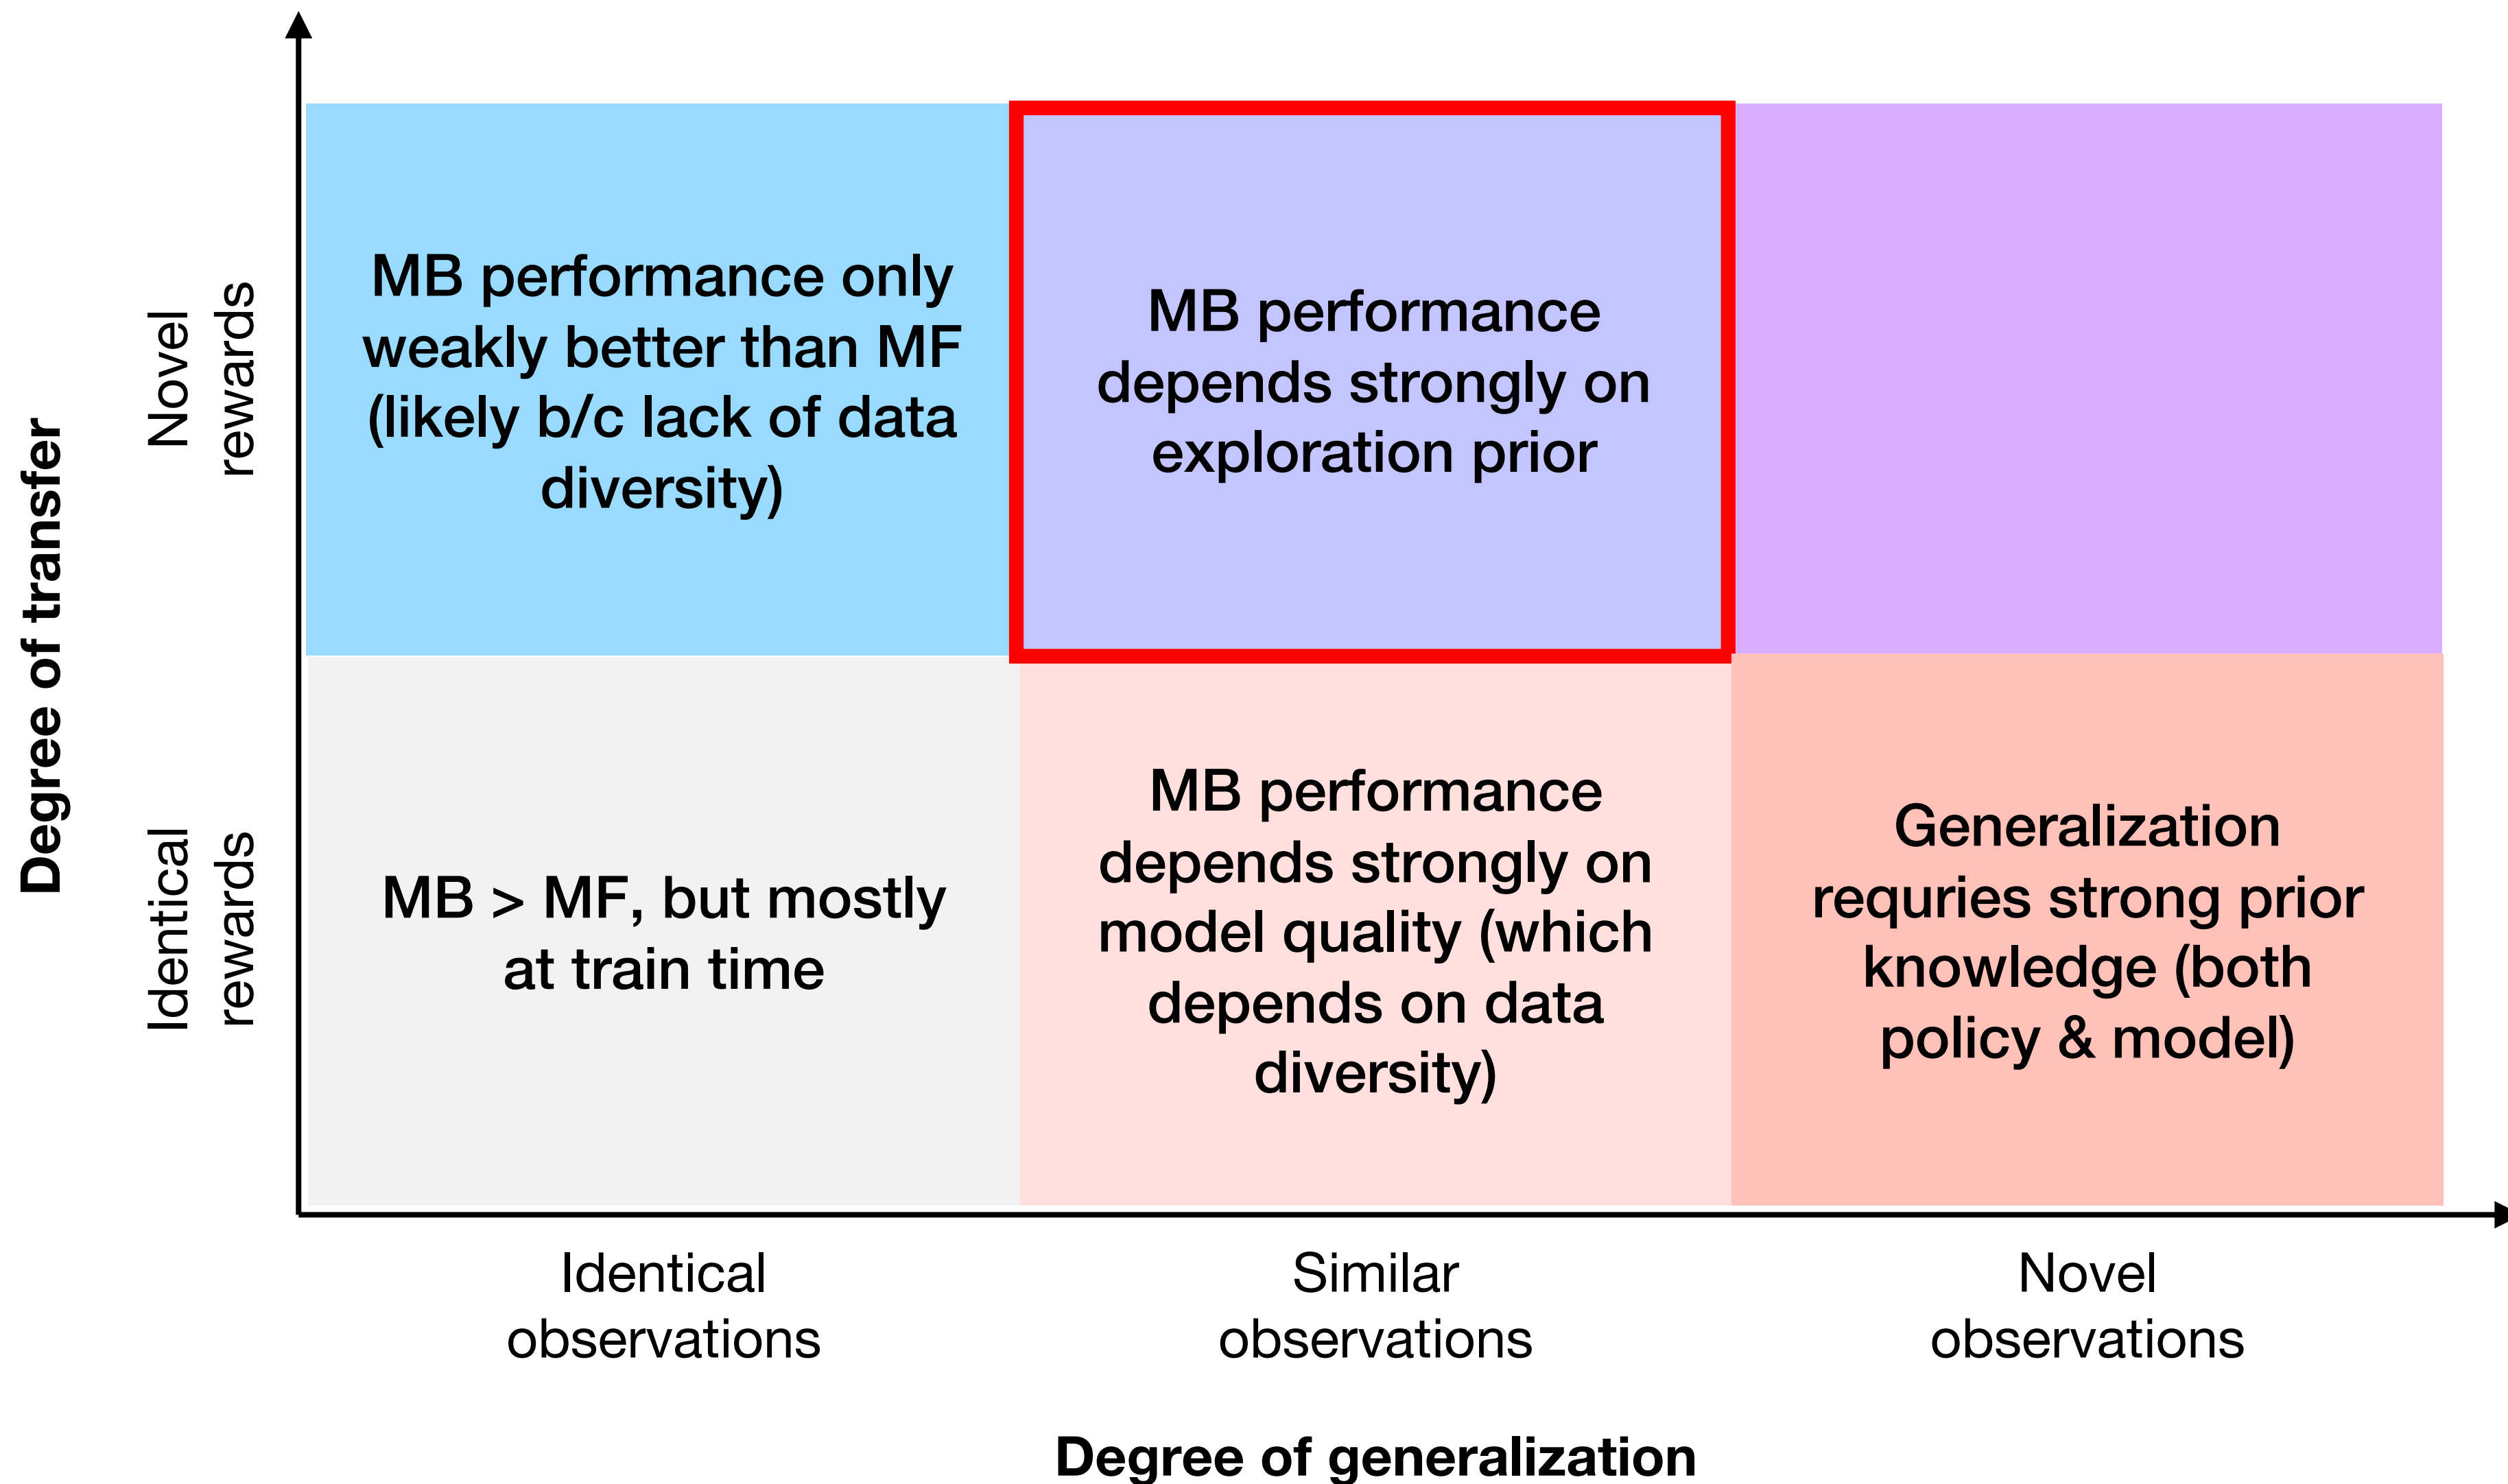 Degree of transfer
Novel
rewards
MB performance only
weakly better than MF
(likely b/c lack of data
diversity)
MB performance
depends strongly on
exploration prior
Identical
rewards
MB > MF, but mostly
at train time
MB performance
depends strongly on
model quality (which
depends on data
diversity)
Generalization
requries strong prior
knowledge (both
policy & model)
Identical
observations
Similar
observations
Novel
observations
Degree of generalization